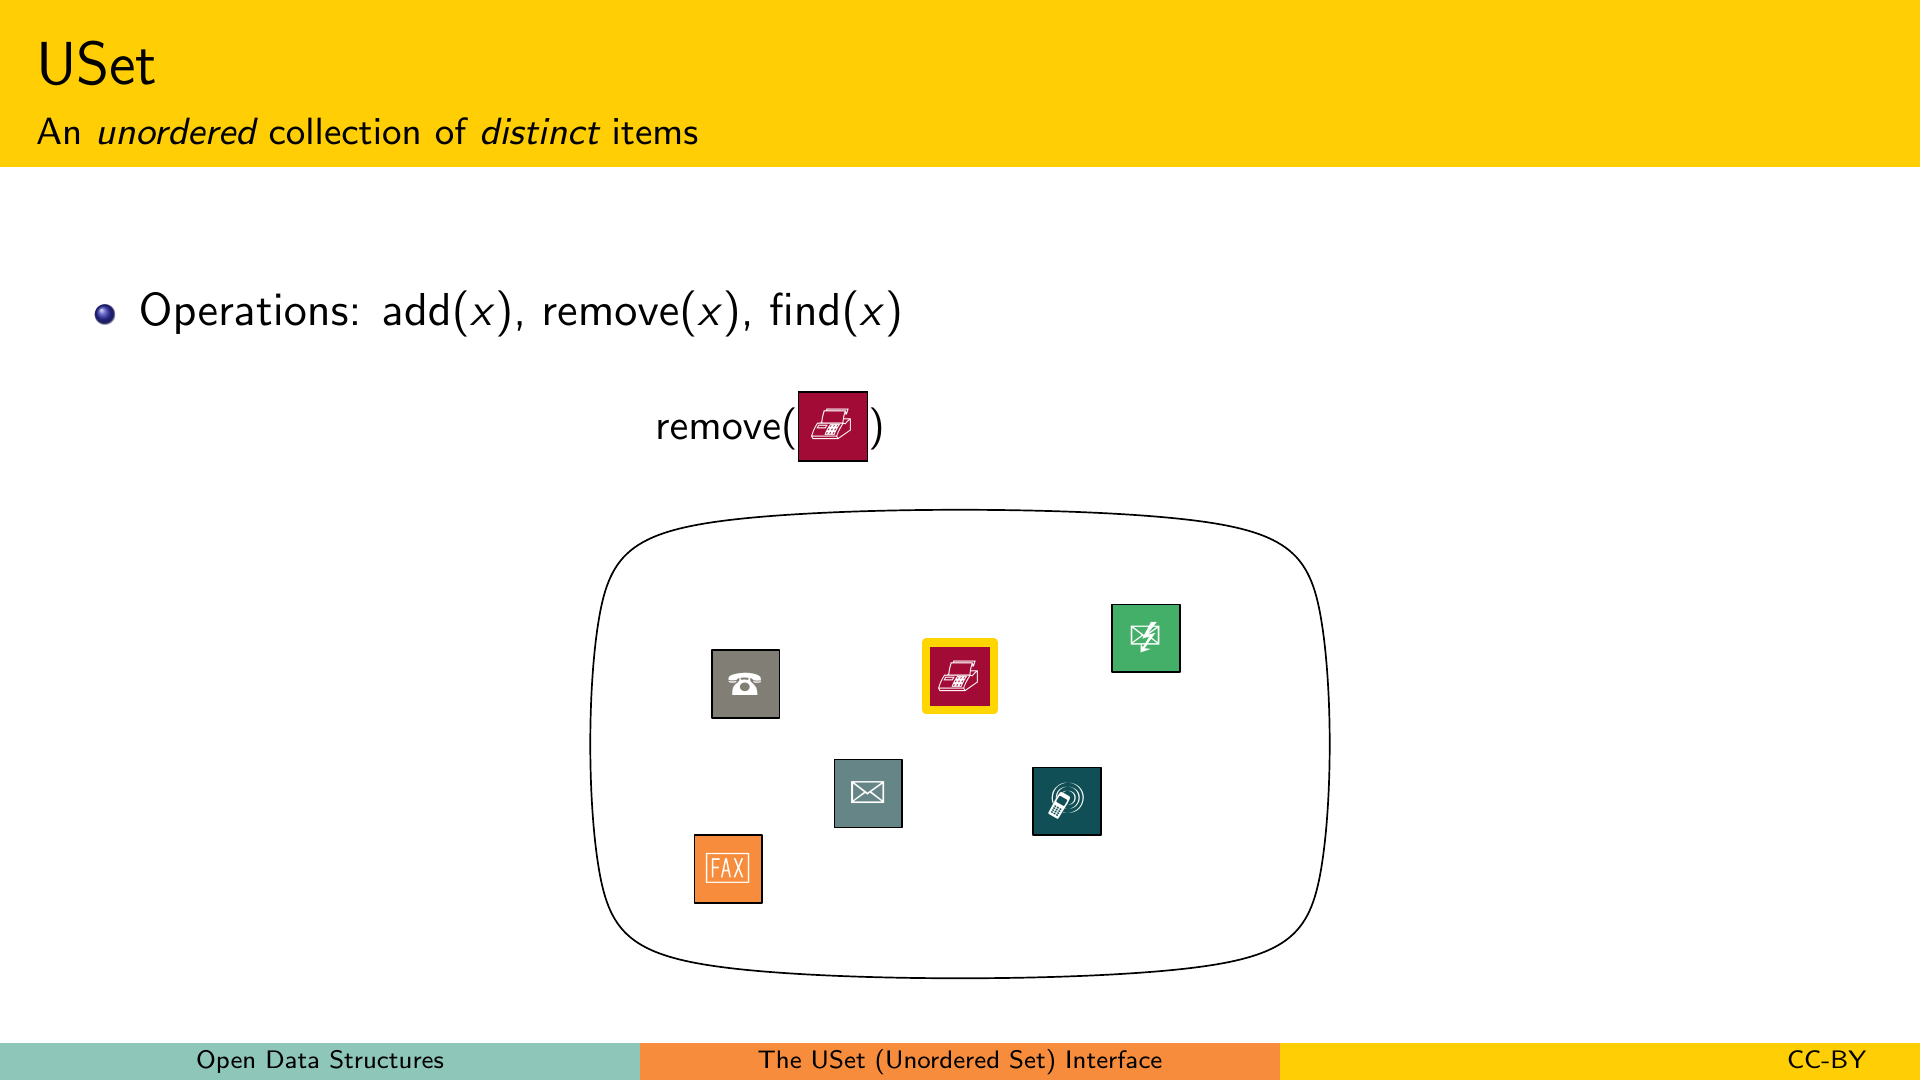 USet
An unordered collection of distinct items
Operations: add(x), remove(x), find(x)
remove( )
FAX
Open Data Structures
The USet (Unordered Set) Interface
CC-BY